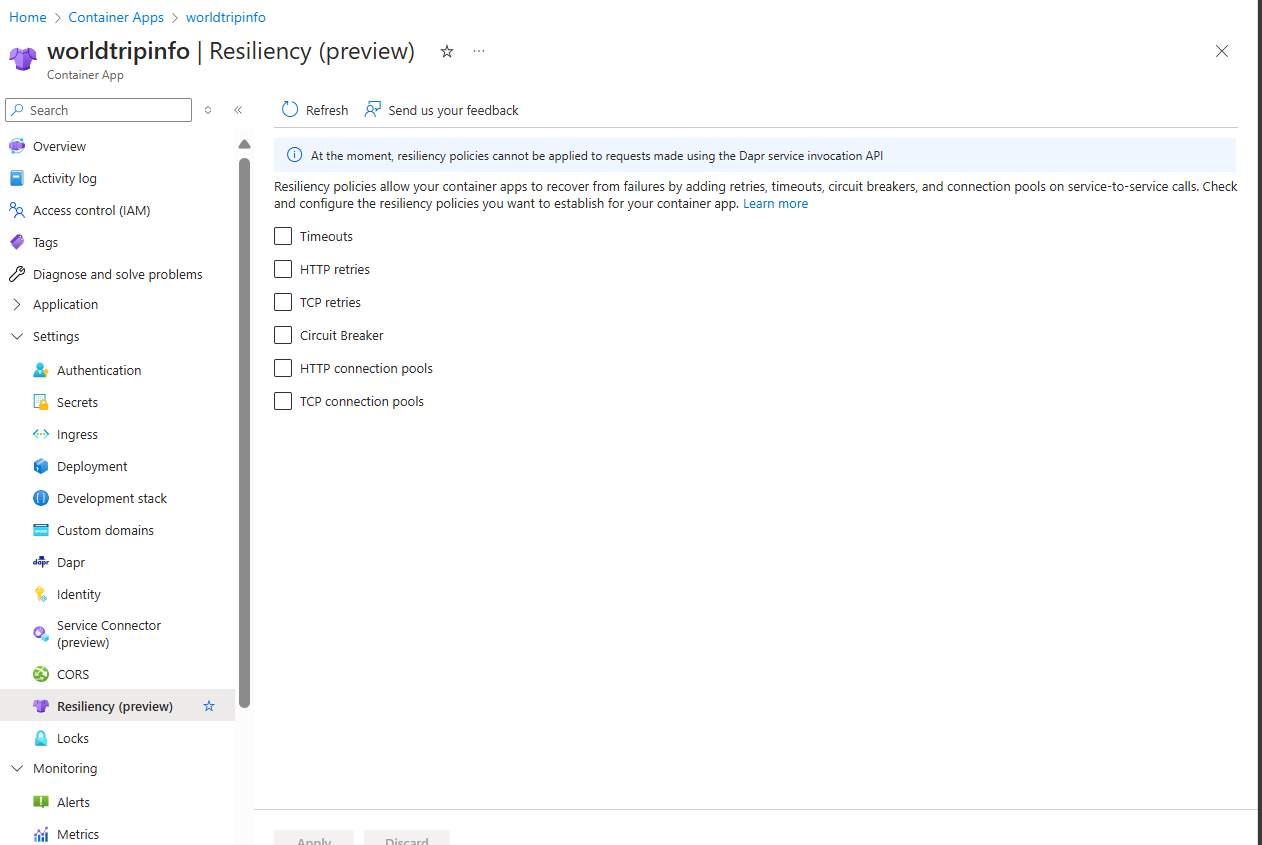 Home > Container Apps > worldtripinfo
worldtripinfo | Resiliency (preview)
Container App
Search
Overview
Activity log
Access control (IAM)
Tags
Diagnose and solve problems
Application
Settings
Authentication
Secrets
Ingress
Deployment
Development stack
Custom domains
dapr Dapr
Identity
Service Connector
(preview)
CORS
Resiliency (preview)
Locks
Monitoring
Alerts
Metrics
Refresh Send us your feedback
At the moment, resiliency policies cannot be applied to requests made using the Dapr service invocation API
Resiliency policies allow your container apps to recover from failures by adding retries, timeouts, circuit breakers, and connection pools on service-to-service calls. Check
and configure the resiliency policies you want to establish for your container app. Learn more
Timeouts
HTTP retries
TCP retries
Circuit Breaker
HTTP connection pools
TCP connection pools
Apply Discard